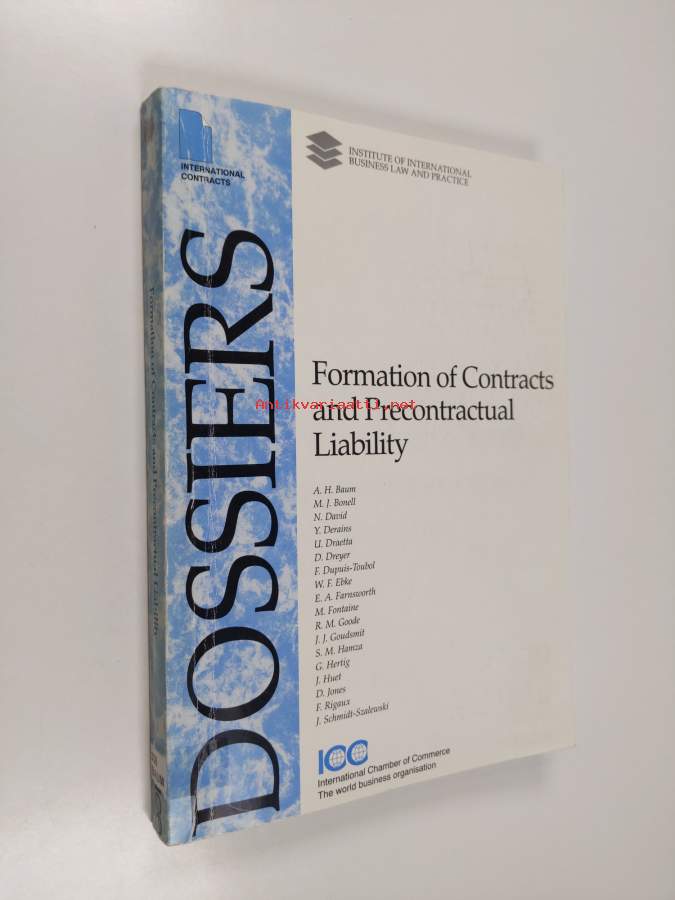 INTERNATIONAL
CONTRACTS
DOSSIERS
Formation of Contracts and Precontractual Liability
INSTITUTE OF INTERNATIONAL
BUSINESS LAW AND PRACTICE
Formation of Contracts
and Precontractual
Liability
Antikvariaatti.net
A. H. Baum
M. J. Bonell
N. David
Y. Derains
U. Draetta
D. Dreyer
F. Dupuis-Toubol
W. F. Ebke
E. A. Farnsworth
M. Fontaine
R. M. Goode
J. J. Goudsmit
S. M. Hamza
G. Hertig
J. Huet
D. Jones
F. Rigaux
J. Schmidt-Szalewski
ICC
International Chamber of Commerce
The world business organisation